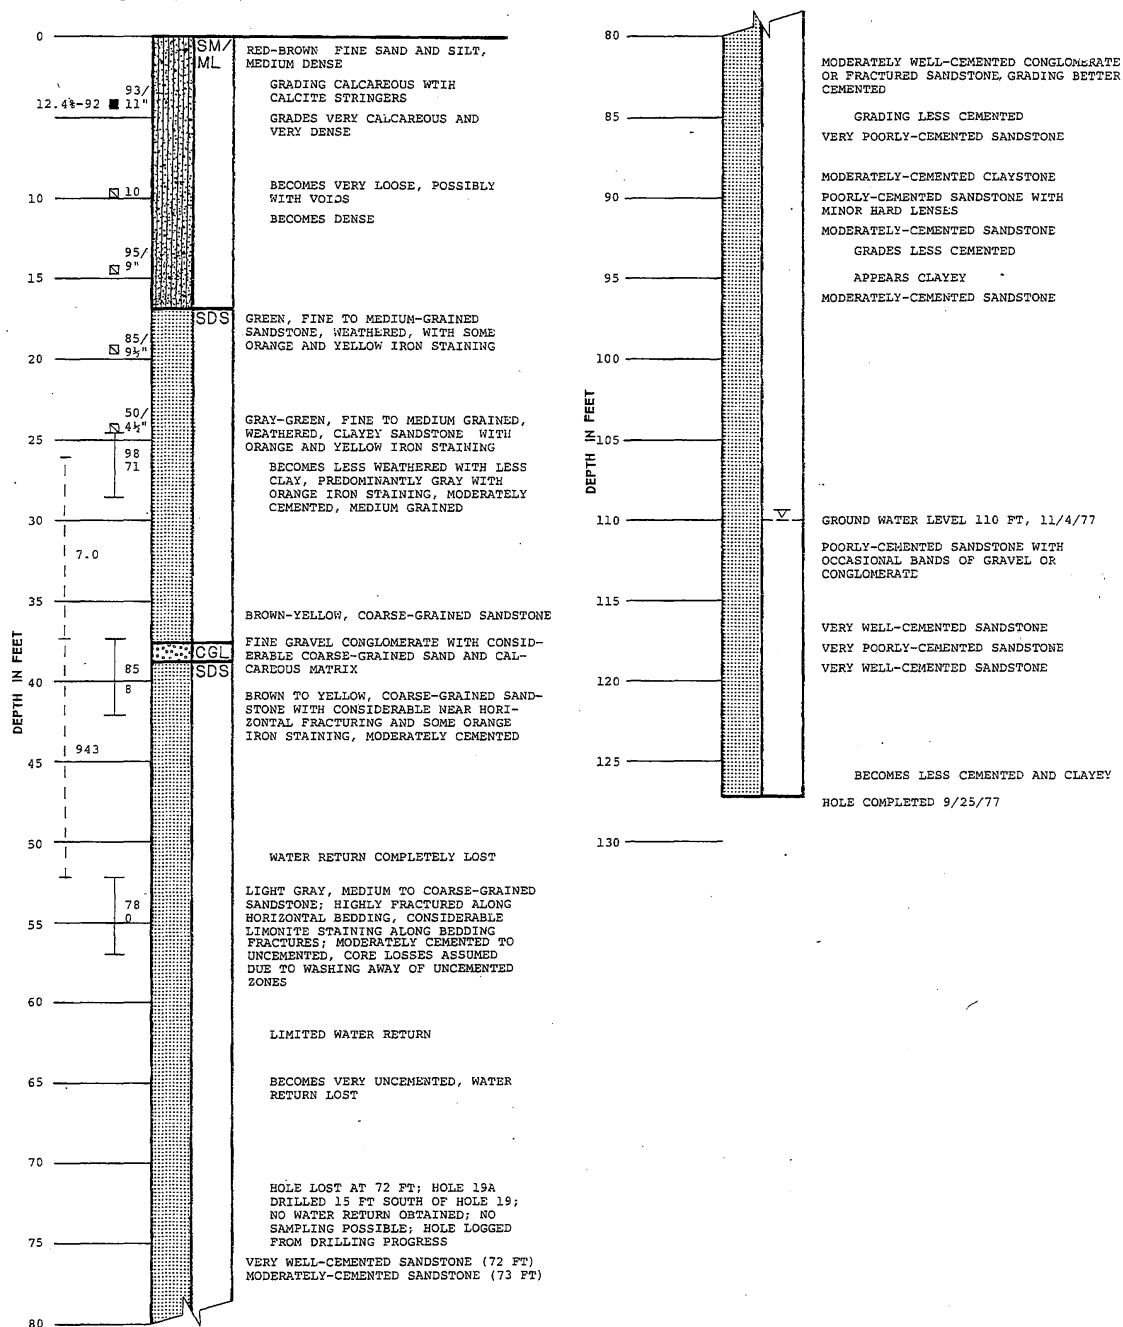 0
SM/
ML
RED-BROWN FINE SAND AND SILT,
MEDIUM DENSE
GRADING CALCAREOUS WTIH
CALCITE STRINGERS
93/
12.4%-92 11"
GRADES VERY CALCAREOUS AND
VERY DENSE
BECOMES VERY LOOSE, POSSIBLY
WITH VOIDS
10
10
BECOMES DENSE
95/
9"
15
SDS
GREEN, FINE TO MEDIUM-GRAINED
SANDSTONE, WEATHERED, WITH SOME
ORANGE AND YELLOW IRON STAINING
85/
9½"
20
50/
4½"
GRAY-GREEN, FINE TO MEDIUM GRAINED,
WEATHERED, CLAYEY SANDSTONE WITH
ORANGE AND YELLOW IRON STAINING
25
98
71
BECOMES LESS WEATHERED WITH LESS
CLAY, PREDOMINANTLY GRAY WITH
ORANGE IRON STAINING, MODERATELY
CEMENTED, MEDIUM GRAINED
30
7.0
35
BROWN-YELLOW, COARSE-GRAINED SANDSTONE
DEPTH IN FEET
CGL
FINE GRAVEL CONGLOMERATE WITH CONSID-
ERABLE COARSE-GRAINED SAND AND CAL-
CAREOUS MATRIX
SDS
85
40
8
BROWN TO YELLOW, COARSE-GRAINED SAND-
STONE WITH CONSIDERABLE NEAR HORI-
ZONTAL FRACTURING AND SOME ORANGE
IRON STAINING, MODERATELY CEMENTED
943
45
50
WATER RETURN COMPLETELY LOST
LIGHT GRAY, MEDIUM TO COARSE-GRAINED
SANDSTONE; HIGHLY FRACTURED ALONG
HORIZONTAL BEDDING, CONSIDERABLE
LIMONITE STAINING ALONG BEDDING
FRACTURES; MODERATELY CEMENTED TO
UNCEMENTED, CORE LOSSES ASSUMED
DUE TO WASHING AWAY OF UNCEMENTED
ZONES
78
0
55
60
LIMITED WATER RETURN
65
BECOMES VERY UNCEMENTED, WATER
RETURN LOST
70
HOLE LOST AT 72 FT; HOLE 19A
DRILLED 15 FT SOUTH OF HOLE 19;
NO WATER RETURN OBTAINED; NO
SAMPLING POSSIBLE; HOLE LOGGED
FROM DRILLING PROGRESS
75
VERY WELL-CEMENTED SANDSTONE (72 FT)
MODERATELY-CEMENTED SANDSTONE (73 FT)
80
80
MODERATELY WELL-CEMENTED CONGLOMERATE
OR FRACTURED SANDSTONE, GRADING BETTER
CEMENTED
85
GRADING LESS CEMENTED
VERY POORLY-CEMENTED SANDSTONE
MODERATELY-CEMENTED CLAYSTONE
90
POORLY-CEMENTED SANDSTONE WITH
MINOR HARD LENSES
MODERATELY-CEMENTED SANDSTONE
GRADES LESS CEMENTED
95
APPEARS CLAYEY
MODERATELY-CEMENTED SANDSTONE
100
DEPTH IN FEET
105
110
GROUND WATER LEVEL 110 FT, 11/4/77
POORLY-CEMENTED SANDSTONE WITH
OCCASIONAL BANDS OF GRAVEL OR
CONGLOMERATE
115
VERY WELL-CEMENTED SANDSTONE
VERY POORLY-CEMENTED SANDSTONE
VERY WELL-CEMENTED SANDSTONE
120
125
BECOMES LESS CEMENTED AND CLAYEY
HOLE COMPLETED 9/25/77
130